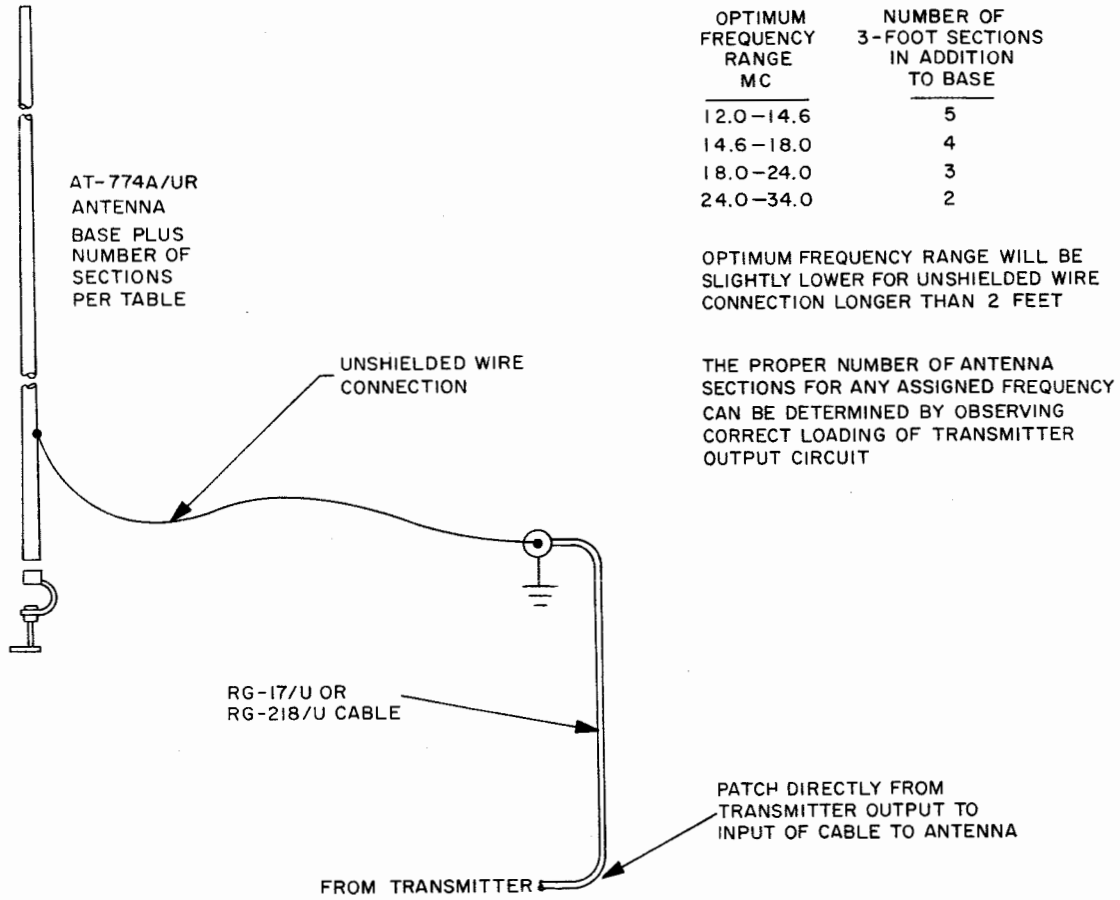 OPTIMUM FREQUENCY RANGE MC
NUMBER OF 3-FOOT SECTIONS IN ADDITION TO BASE
12.0-14.6 5
14.6-18.0 4
18.0-24.0 3
24.0-34.0 2
AT-774A/UR
ANTENNA
BASE PLUS
NUMBER OF
SECTIONS
PER TABLE
OPTIMUM FREQUENCY RANGE WILL BE
SLIGHTLY LOWER FOR UNSHIELDED WIRE
CONNECTION LONGER THAN 2 FEET
UNSHIELDED WIRE
CONNECTION
THE PROPER NUMBER OF ANTENNA
SECTIONS FOR ANY ASSIGNED FREQUENCY
CAN BE DETERMINED BY OBSERVING
CORRECT LOADING OF TRANSMITTER
OUTPUT CIRCUIT
RG-17/U OR
RG-218/U CABLE
PATCH DIRECTLY FROM
TRANSMITTER OUTPUT TO
INPUT OF CABLE TO ANTENNA
FROM TRANSMITTER